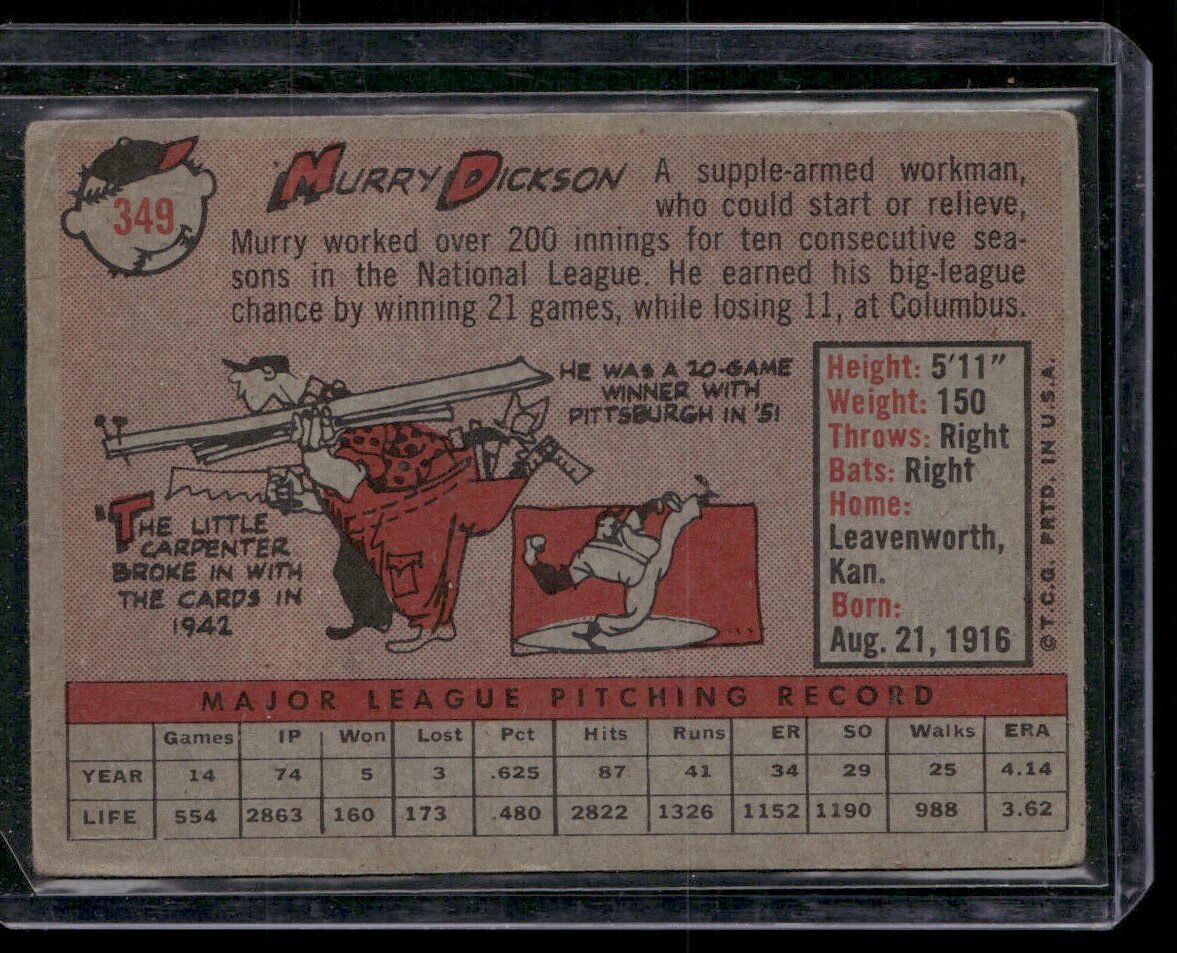 349
MURRY DICKSON
A supple-armed workman,
who could start or relieve,
Murry worked over 200 innings for ten consecutive sea-
sons in the National League. He earned his big-league
chance by winning 21 games, while losing 11, at Columbus.
HE WAS A 20-GAME
WINNER WITH
PITTSBURGH IN '51
"THE LITTLE
CARPENTER
BROKE IN WITH
THE CARDS IN
1942
Height: 5'11"
Weight: 150
Throws: Right
Bats: Right
Home:
Leavenworth,
Kan.
Born:
Aug. 21, 1916
©T.C.G. PRTD. IN U.S.A.
MAJOR LEAGUE PITCHING RECORD
Games IP Won Lost Pct Hits Runs ER SO Walks ERA
YEAR 14 74 5 3 .625 87 41 34 29 25 4.14
LIFE 554 2863 160 173 .480 2822 1326 1152 1190 988 3.62